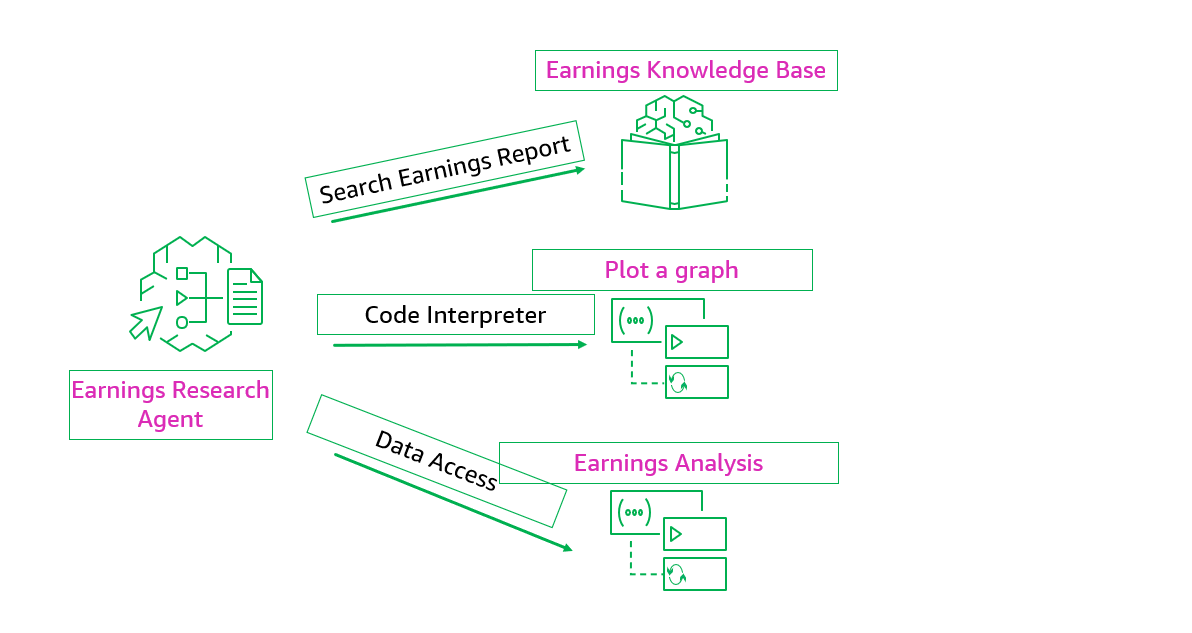 Earnings Knowledge Base
Search Earnings Report
Plot a graph
Code Interpreter
Earnings Research
Agent
Data Access
Earnings Analysis